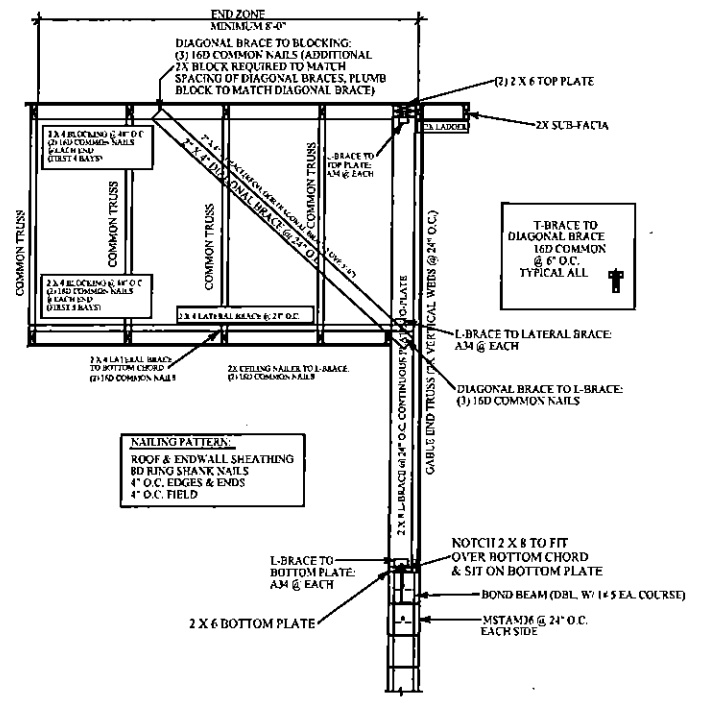 END ZONE
MINIMUM 8'-0"
DIAGONAL BRACE TO BLOCKING:
(3) 16D COMMON NAILS (ADDITIONAL
2X BLOCK REQUIRED TO MATCH
SPACING OF DIAGONAL BRACES, PLUMB
BLOCK TO MATCH DIAGONAL BRACE)
(2) 2 X 6 TOP PLATE
2X SUB-FACIA
2X LADDER
2 X 4 BLOCKING @ 48" O.C
(2) 16D COMMON NAILS
@ EACH END
(FIRST 4 BAYS)
L-BRACE TO
TOP PLATE:
A34 @ EACH
2" X 4" DIAGONAL BRACE @ 24" O.C.
COMMON TRUSS
COMMON TRUSS
COMMON TRUSS
COMMON TRUSS
T-BRACE TO
DIAGONAL BRACE
16D COMMON
@ 6" O.C.
TYPICAL ALL
2 X 4 BLOCKING @ 48" O.C
(2) 16D COMMON NAILS
@ EACH END
2 X 4 LATERAL BRACE @ 24" O.C.
GABLE END TRUSS (2X VERTICAL WEBS @ 24" O.C.)
2 X 8 L-BRACE @ 24" O.C. CONTINUOUS PLATE-TO-PLATE
L-BRACE TO LATERAL BRACE:
A34 @ EACH
2 X 4 LATERAL BRACE
TO BOTTOM CHORD
(2) 16D COMMON NAILS
2X CEILING NAILER TO L-BRACE:
(2) 16D COMMON NAILS
DIAGONAL BRACE TO L-BRACE:
(3) 16D COMMON NAILS
NAILING PATTERN:
ROOF & ENDWALL SHEATHING
8D RING SHANK NAILS
4" O.C. EDGES & ENDS
4" O.C. FIELD
L-BRACE TO
BOTTOM PLATE:
A34 @ EACH
NOTCH 2 X 8 TO FIT
OVER BOTTOM CHORD
& SIT ON BOTTOM PLATE
BOND BEAM (DBL. W/ 1# 5 EA. COURSE)
2 X 6 BOTTOM PLATE
MSTAM36 @ 24" O.C.
EACH SIDE